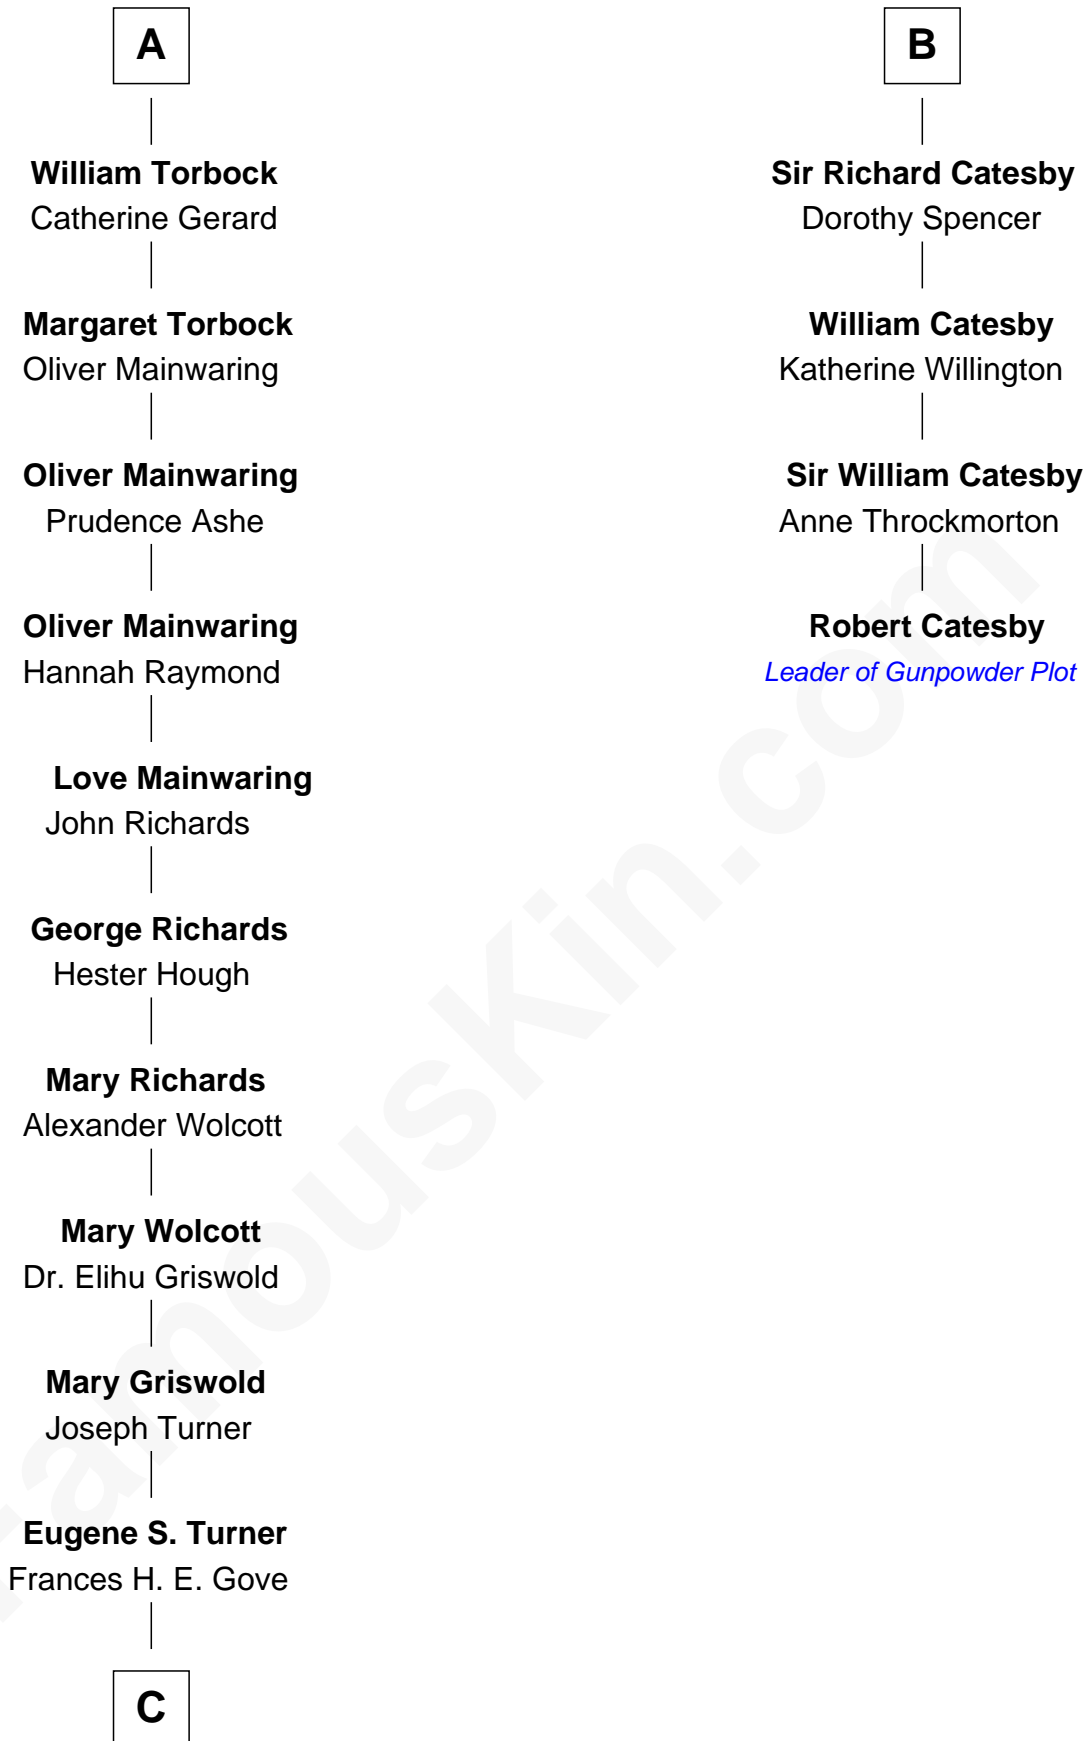 A
William Torbock
Catherine Gerard
Margaret Torbock
Oliver Mainwaring
Oliver Mainwaring
Prudence Ashe
Oliver Mainwaring
Hannah Raymond
Love Mainwaring
John Richards
George Richards
Hester Hough
Mary Richards
Alexander Wolcott
Mary Wolcott
Dr. Elihu Griswold
Mary Griswold
Joseph Turner
Eugene S. Turner
Frances H. E. Gove
C
B
Sir Richard Catesby
Dorothy Spencer
William Catesby
Katherine Willington
Sir William Catesby
Anne Throckmorton
Robert Catesby
Leader of Gunpowder Plot
FamousKin.com